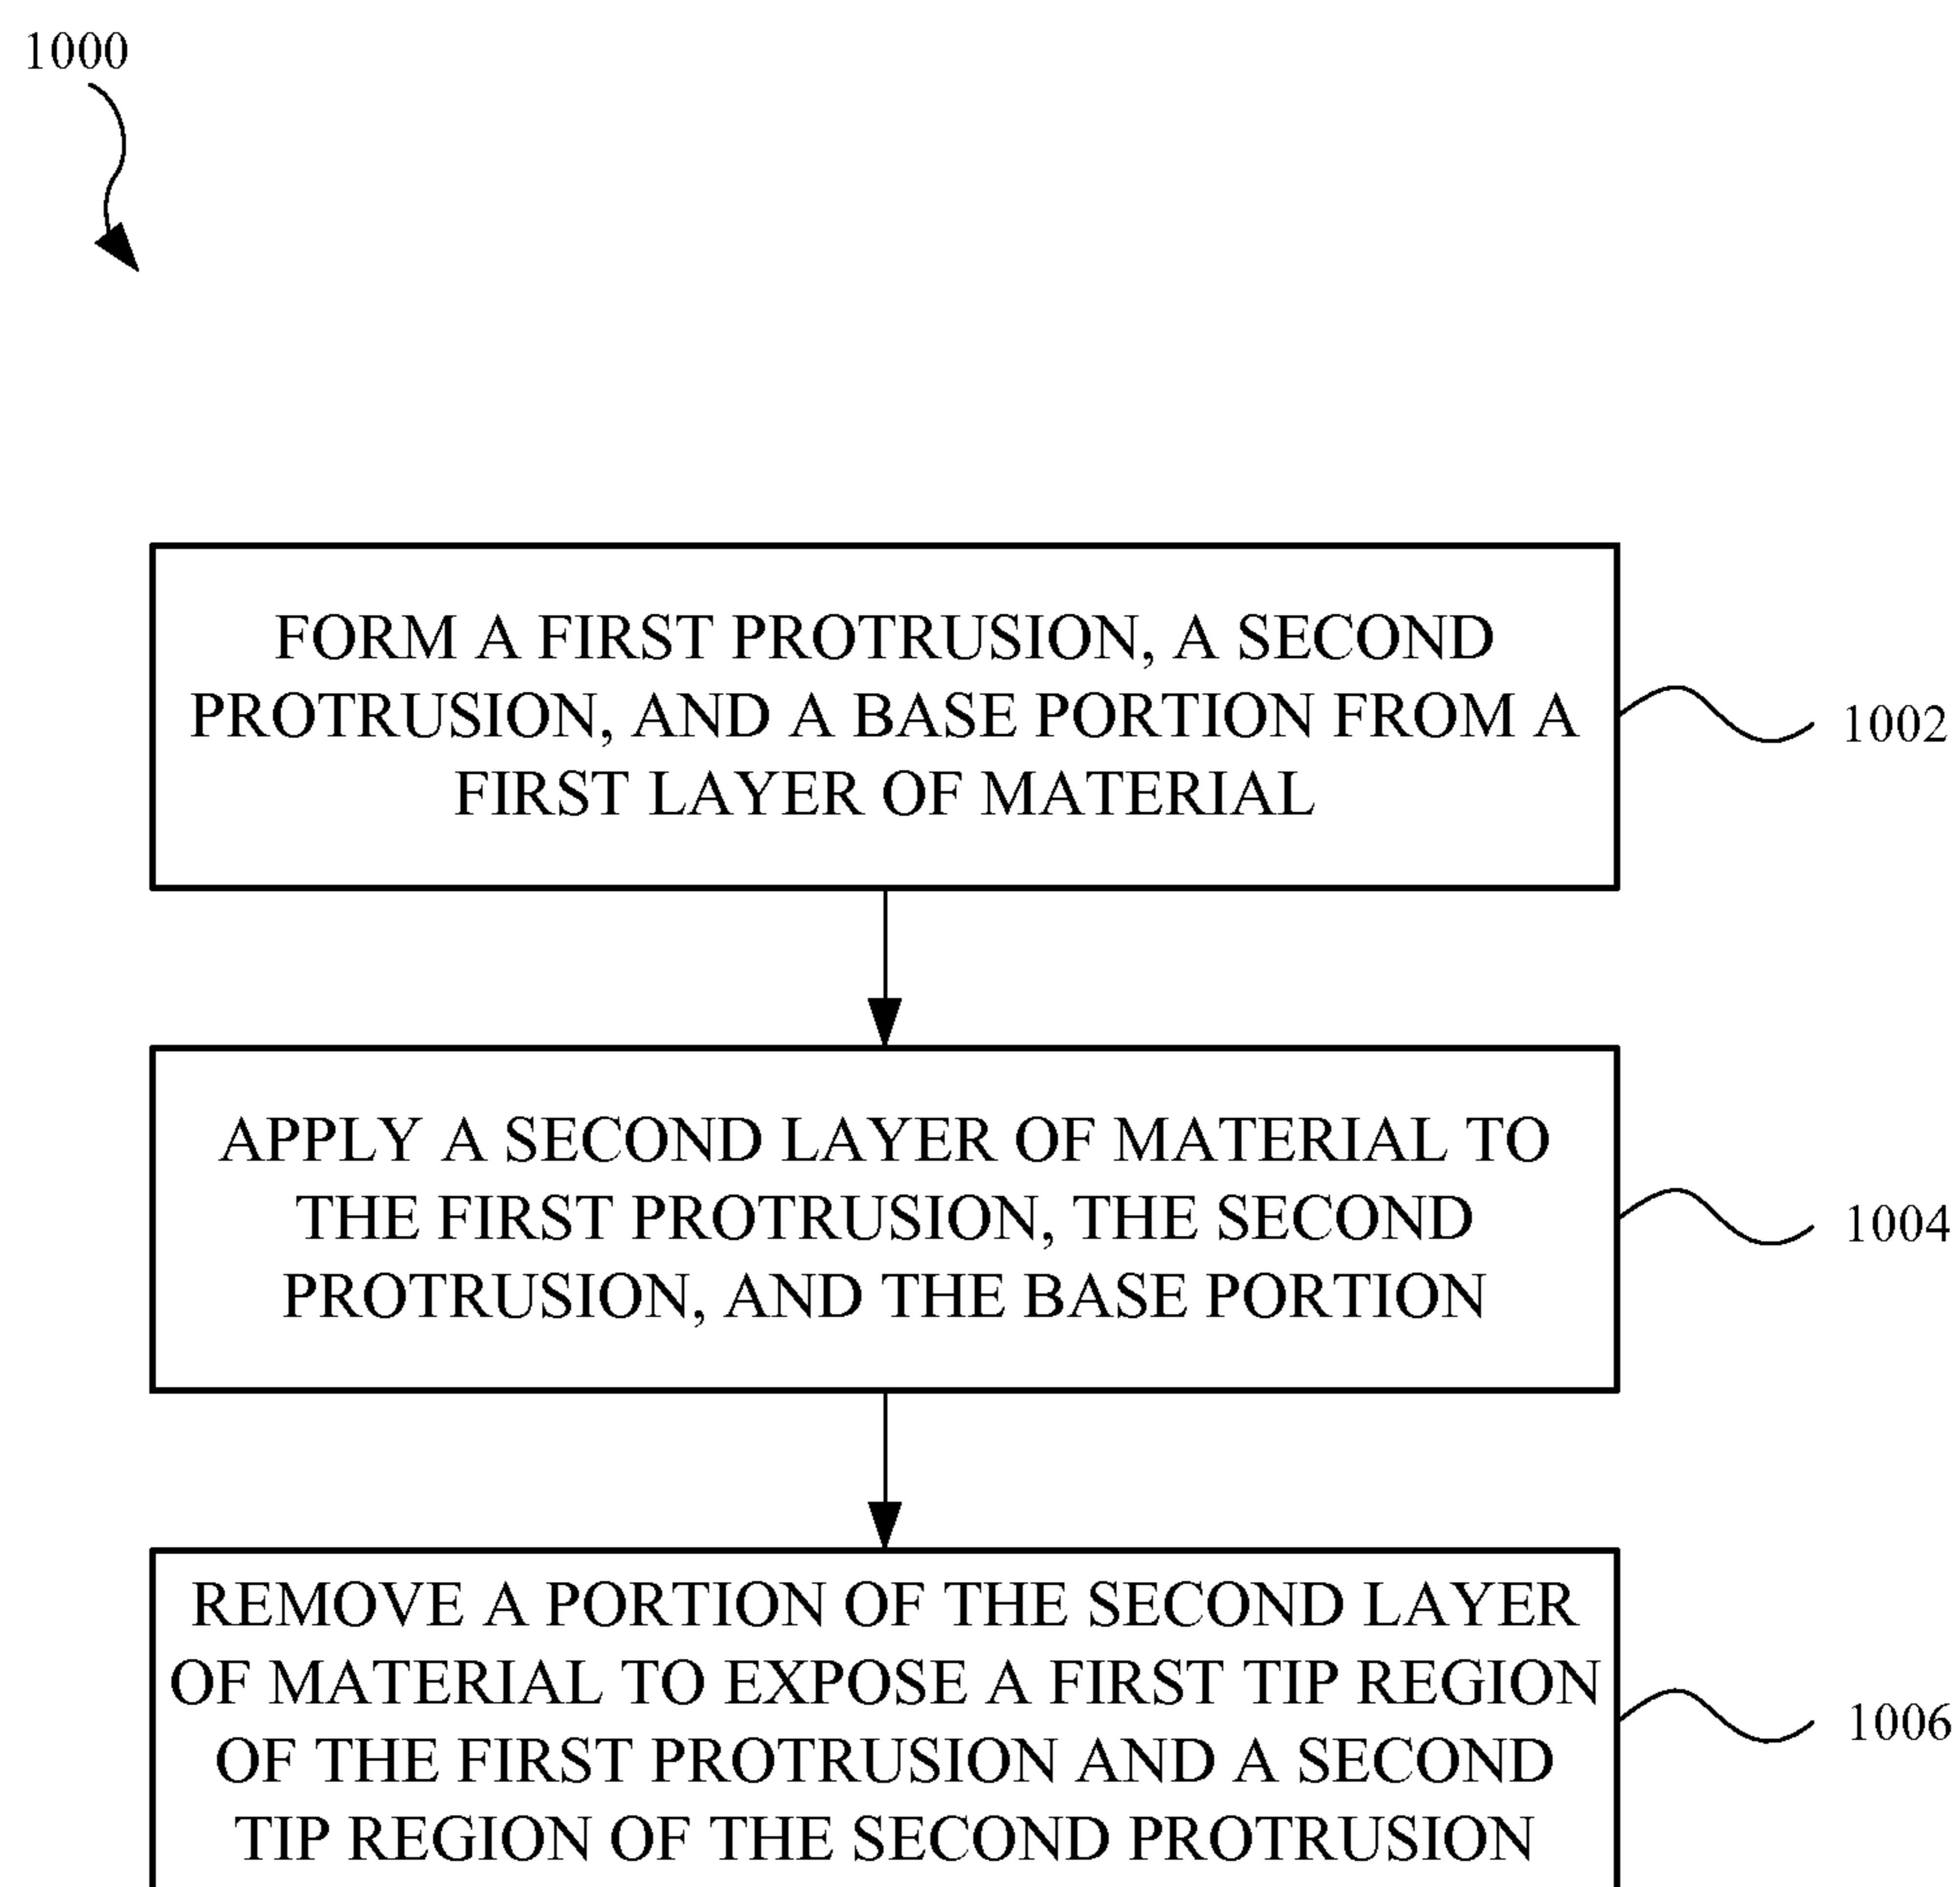 1000
FORM A FIRST PROTRUSION, A SECOND
PROTRUSION, AND A BASE PORTION FROM A
FIRST LAYER OF MATERIAL
1002
APPLY A SECOND LAYER OF MATERIAL TO
THE FIRST PROTRUSION, THE SECOND
PROTRUSION, AND THE BASE PORTION
1004
REMOVE A PORTION OF THE SECOND LAYER
OF MATERIAL TO EXPOSE A FIRST TIP REGION
OF THE FIRST PROTRUSION AND A SECOND
TIP REGION OF THE SECOND PROTRUSION
1006